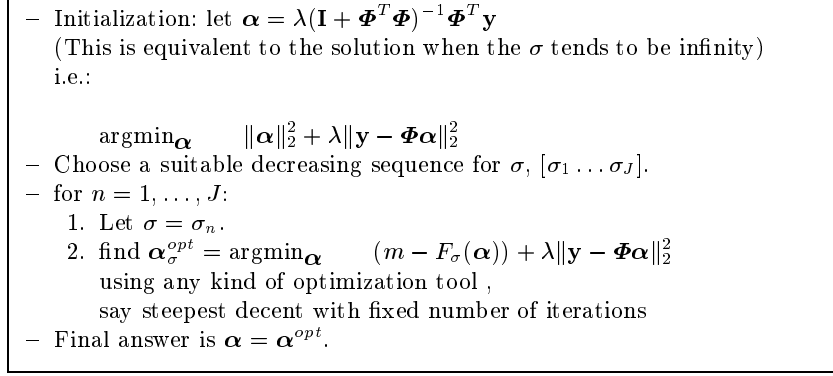 – Initialization: let α = λ(I + Φ^T Φ)^{-1} Φ^T y
(This is equivalent to the solution when the σ tends to be infinity)
i.e.:
argmin_α ‖α‖_2^2 + λ‖y − Φα‖_2^2
– Choose a suitable decreasing sequence for σ, [σ_1 … σ_J].
– for n = 1, …, J:
1. Let σ = σ_n.
2. find α_σ^{opt} = argmin_α (m − F_σ(α)) + λ‖y − Φα‖_2^2
using any kind of optimization tool ,
say steepest decent with fixed number of iterations
– Final answer is α = α^{opt}.